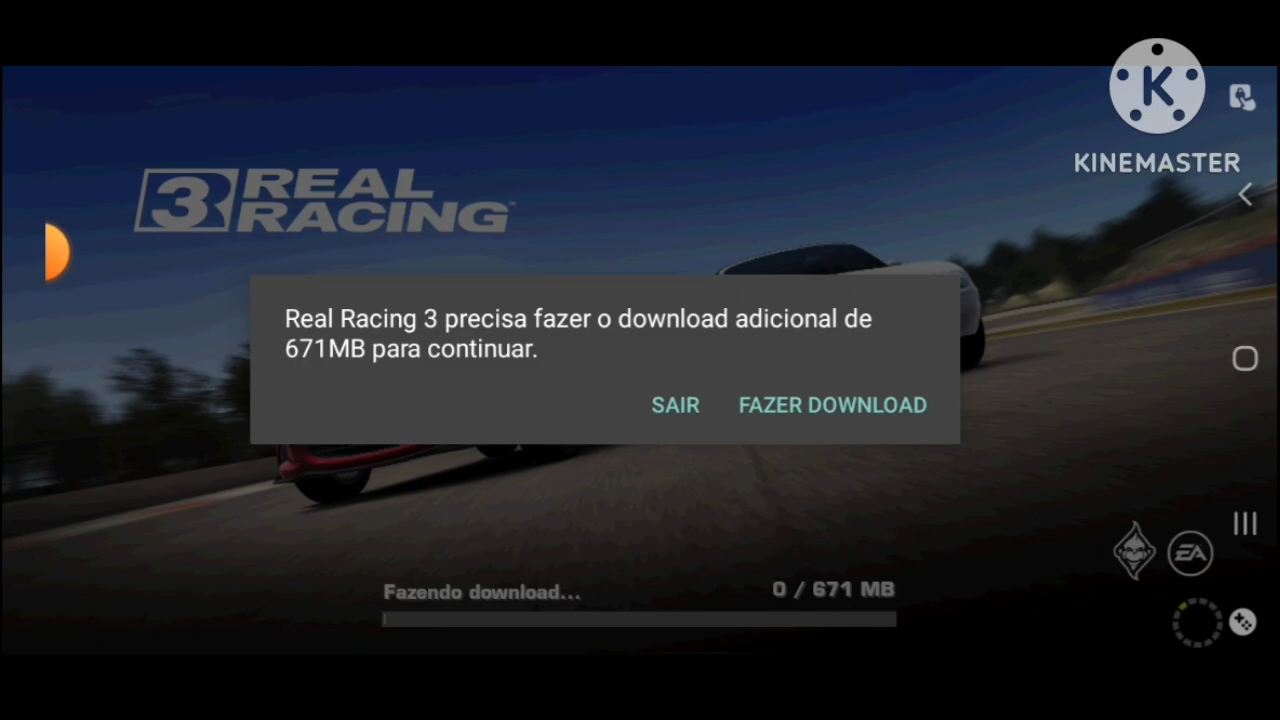 K
KINEMASTER
3 REAL
RACING
Real Racing 3 precisa fazer o download adicional de
671MB para continuar.
SAIR FAZER DOWNLOAD
EA
Fazendo download... 0 / 671 MB